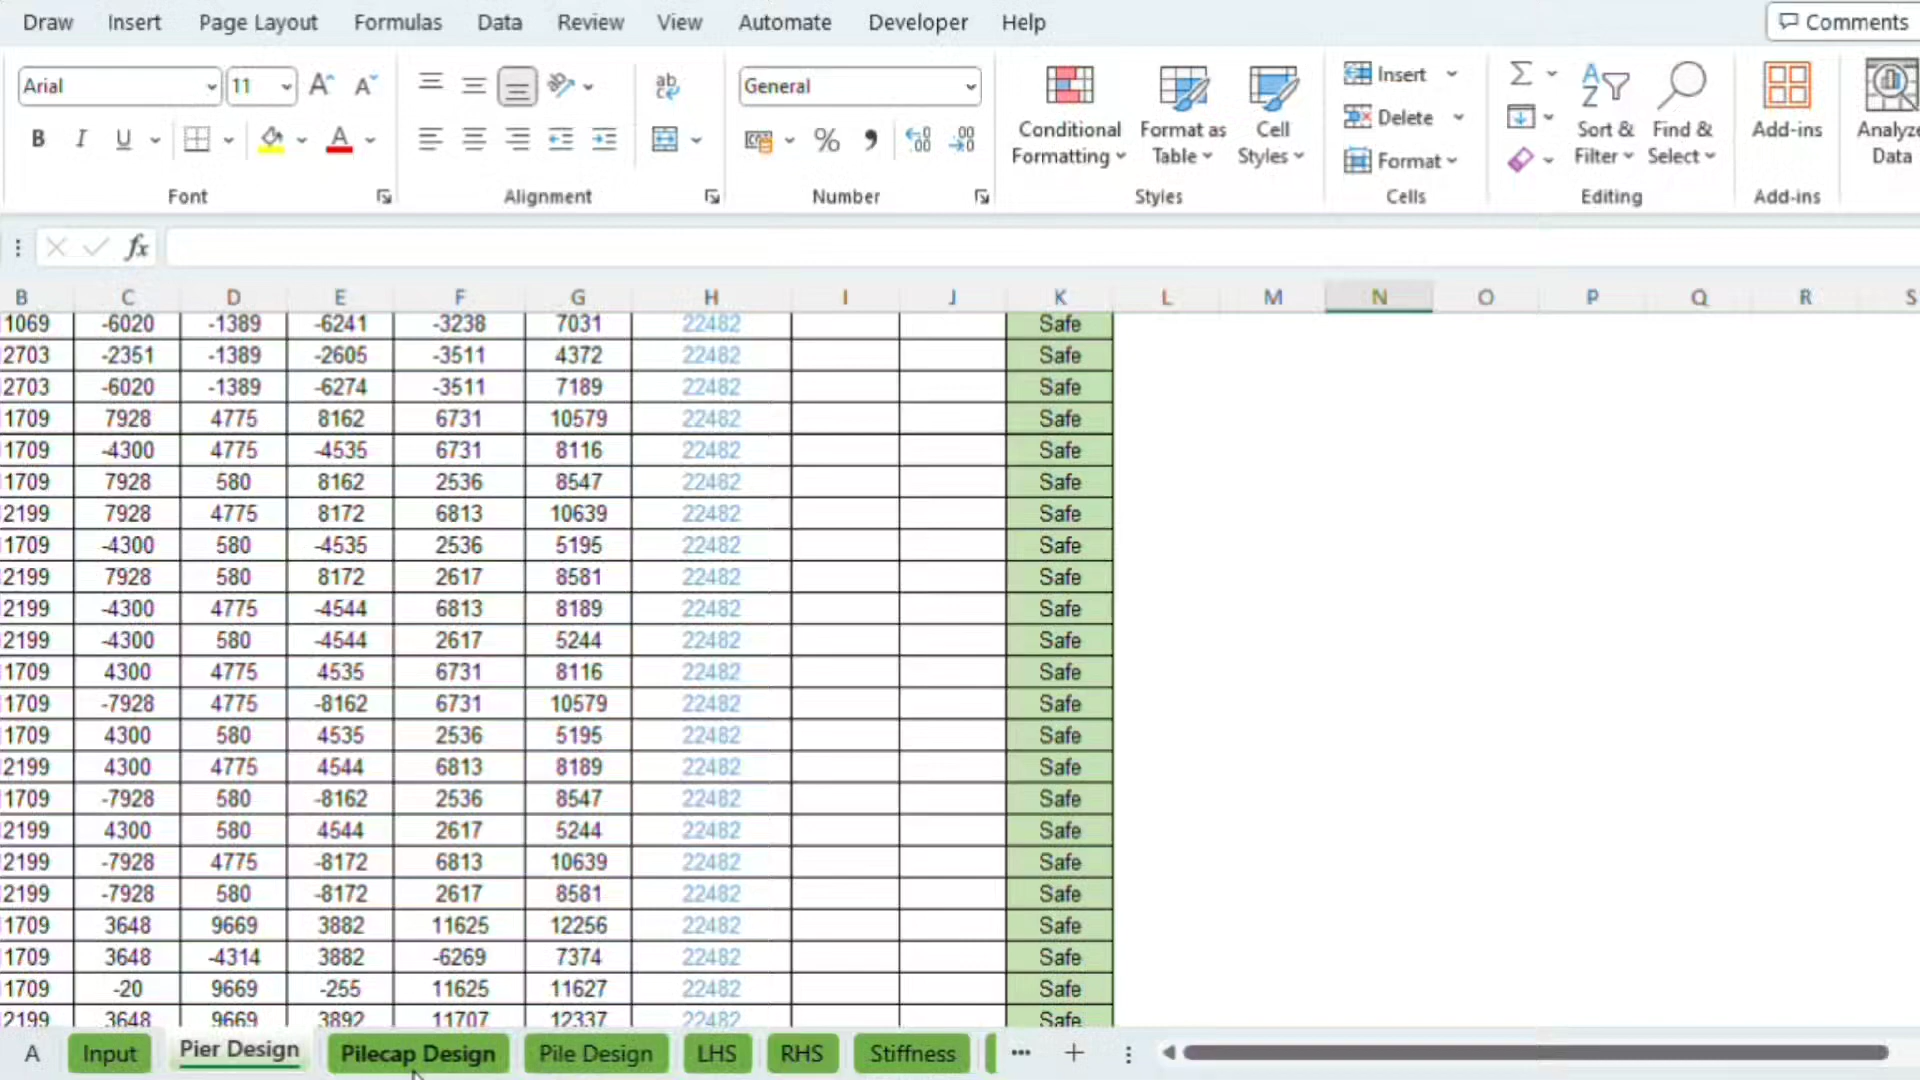 Draw Insert Page Layout Formulas Data Review View Automate Developer Help Comments
Arial 11 A A ab General Conditional Formatting Format as Table Cell Styles Insert Delete Format Sort & Filter Find & Select Add-ins Analyze Data
B I U A % 9
Font Alignment Number Styles Cells Editing Add-ins
fx
B C D E F G H I J K L M N O P Q R S
1069 -6020 -1389 -6241 -3238 7031 22482 Safe
2703 -2351 -1389 -2605 -3511 4372 22482 Safe
2703 -6020 -1389 -6274 -3511 7189 22482 Safe
1709 7928 4775 8162 6731 10579 22482 Safe
1709 -4300 4775 -4535 6731 8116 22482 Safe
1709 7928 580 8162 2536 8547 22482 Safe
2199 7928 4775 8172 6813 10639 22482 Safe
1709 -4300 580 -4535 2536 5195 22482 Safe
2199 7928 580 8172 2617 8581 22482 Safe
2199 -4300 4775 -4544 6813 8189 22482 Safe
2199 -4300 580 -4544 2617 5244 22482 Safe
1709 4300 4775 4535 6731 8116 22482 Safe
1709 -7928 4775 -8162 6731 10579 22482 Safe
1709 4300 580 4535 2536 5195 22482 Safe
2199 4300 4775 4544 6813 8189 22482 Safe
1709 -7928 580 -8162 2536 8547 22482 Safe
2199 4300 580 4544 2617 5244 22482 Safe
2199 -7928 4775 -8172 6813 10639 22482 Safe
2199 -7928 580 -8172 2617 8581 22482 Safe
1709 3648 9669 3882 11625 12256 22482 Safe
1709 3648 -4314 3882 -6269 7374 22482 Safe
1709 -20 9669 -255 11625 11627 22482 Safe
2199 3648 9669 3892 11707 12337 22482 Safe
A Input Pier Design Pilecap Design Pile Design LHS RHS Stiffness